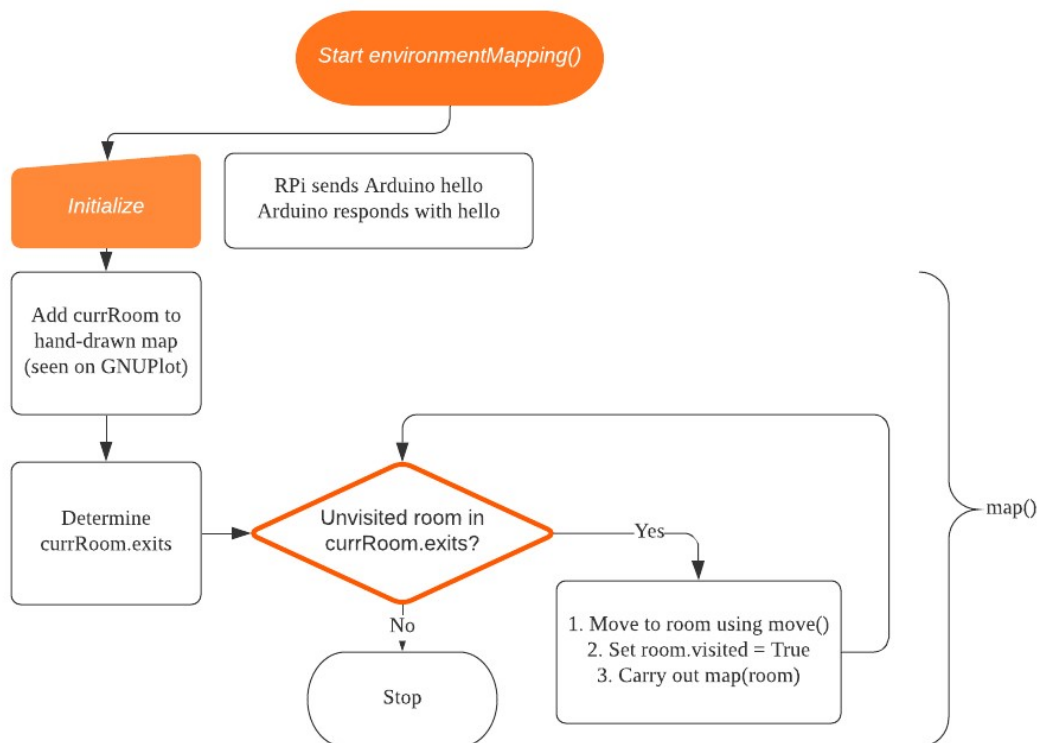 Start environmentMapping()
Initialize
RPi sends Arduino hello
Arduino responds with hello
Add currRoom to
hand-drawn map
(seen on GNUPlot)
Determine
currRoom.exits
Unvisited room in
currRoom.exits?
Yes
1. Move to room using move()
2. Set room.visited = True
3. Carry out map(room)
No
Stop
map()